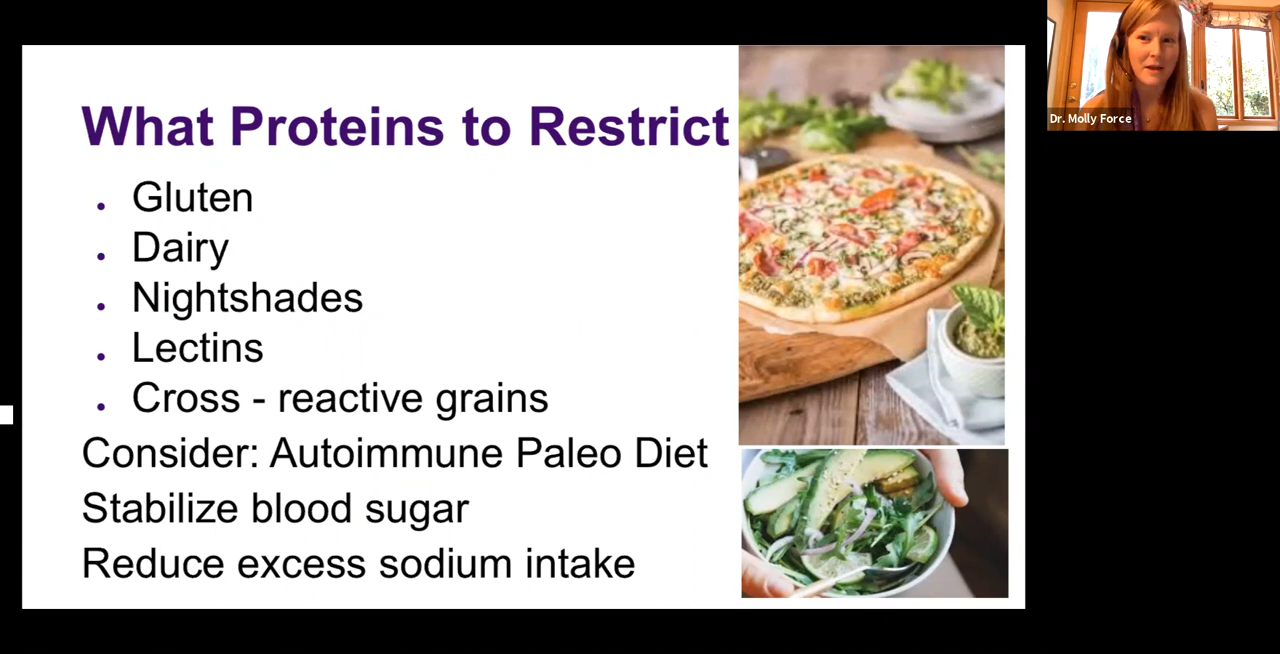 What Proteins to Restrict
Gluten
Dairy
Nightshades
Lectins
Cross - reactive grains
Consider: Autoimmune Paleo Diet
Stabilize blood sugar
Reduce excess sodium intake
Dr. Molly Force